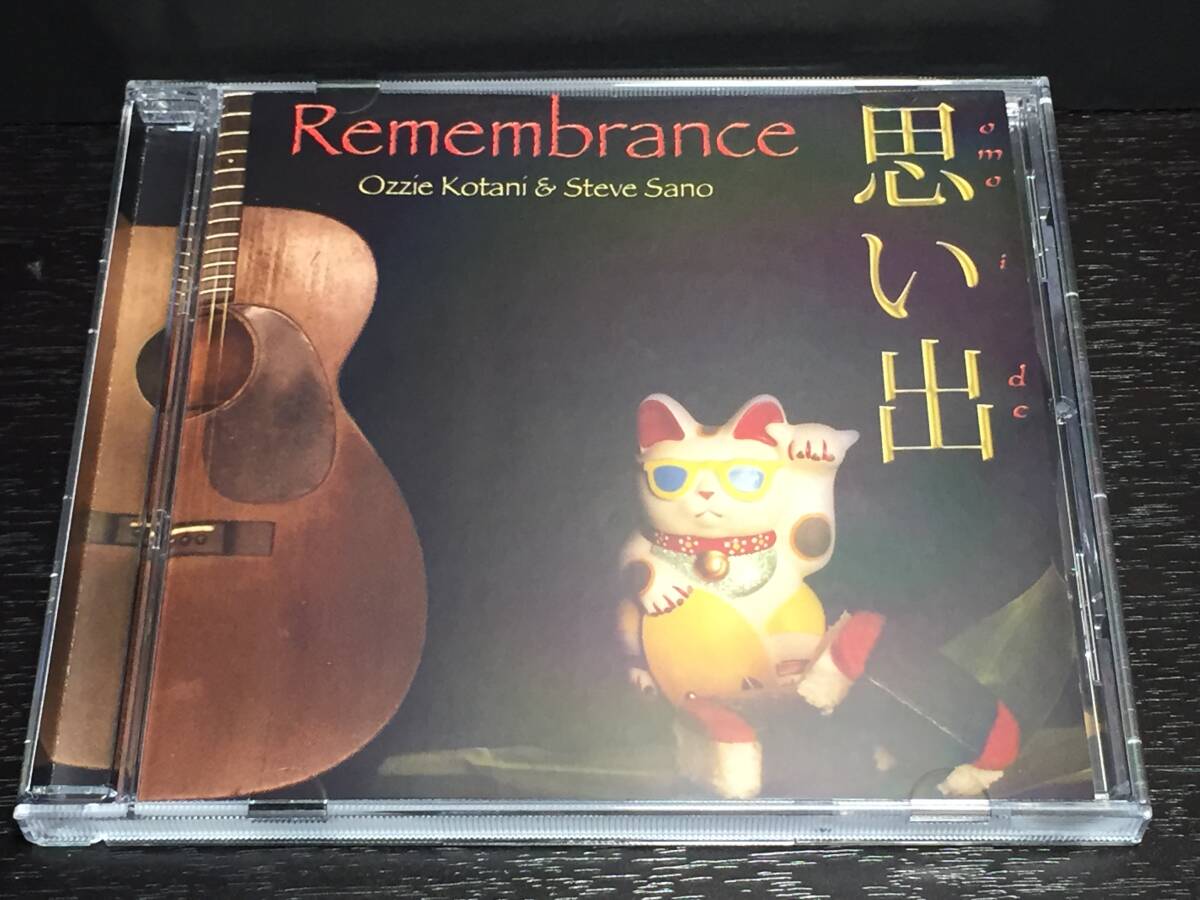 Remembrance
Ozzie Kotani & Steve Sano
思い出
omo i de